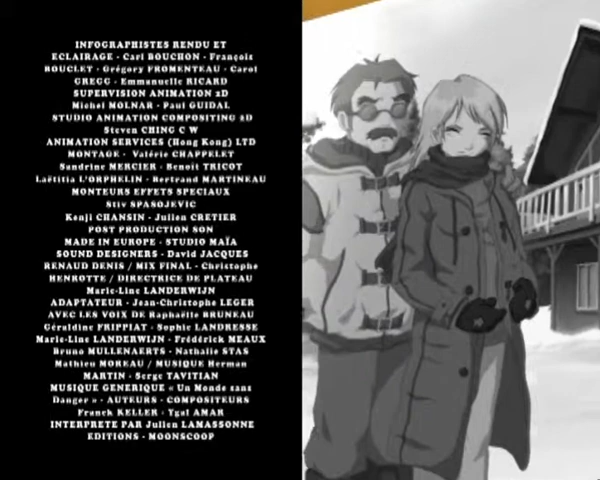 INFOGRAPHISTES RENDU ET
ECLAIRAGE - Carl BOUCHON - François
BOUCLET - Grégory FROMENTEAU - Carol
GREGG - Emmanuelle RICARD
SUPERVISION ANIMATION 2D
Michel MOLNAR - Paul GUIDAL
STUDIO ANIMATION COMPOSITING 2D
Steven CHING C W
ANIMATION SERVICES (Hong Kong) LTD
MONTAGE - Valérie CHAPPELET
Sandrine MERCIER - Benoit TRICOT
Laëtitia L'ORPHELIN - Bertrand MARTINEAU
MONTEURS EFFETS SPECIAUX
Stiv SPASOJEVIC
Kenji CHANSIN - Julien CRETIER
POST PRODUCTION SON
MADE IN EUROPE - STUDIO MAÏA
SOUND DESIGNERS - David JACQUES
RENAUD DENIS / MIX FINAL - Christophe
HENROTTE / DIRECTRICE DE PLATEAU
Marie-Line LANDERWIJN
ADAPTATEUR - Jean-Christophe LEGER
AVEC LES VOIX DE Raphaëlle BRUNEAU
Géraldine FRIPPIAT - Sophie LANDRESSE
Marie-Line LANDERWIJN - Frédérick MEAUX
Bruno MULLENAERTS - Nathalie STAS
Mathieu MOREAU / MUSIQUE Herman
MARTIN - Serge TAVITIAN
MUSIQUE GENERIQUE « Un Monde sans
Danger » - AUTEURS - COMPOSITEURS
Franck KELLER - Ygal AMAR
INTERPRETE PAR Julien LAMASSONNE
EDITIONS - MOONSCOOP